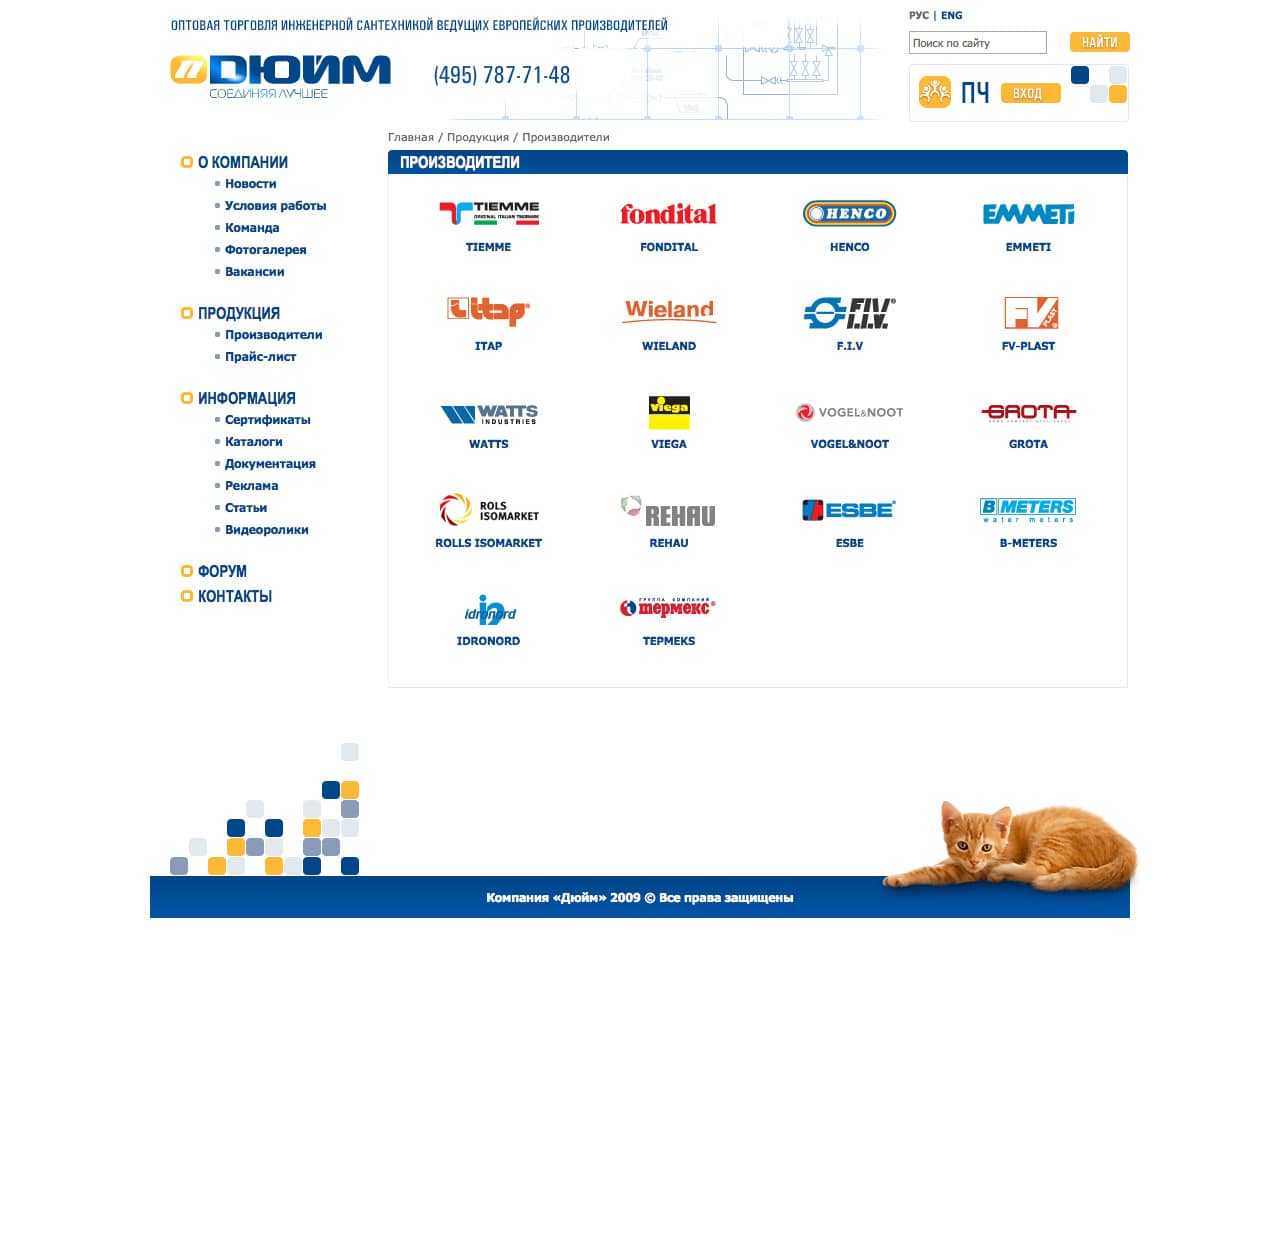 ОПТОВАЯ ТОРГОВЛЯ ИНЖЕНЕРНОЙ САНТЕХНИКОЙ ВЕДУЩИХ ЕВРОПЕЙСКИХ ПРОИЗВОДИТЕЛЕЙ
РУС | ENG
Поиск по сайту
НАЙТИ
ДЮЙМ
СОЕДИНЯЯ ЛУЧШЕЕ
(495) 787-71-48
ПЧ ВХОД
Главная / Продукция / Производители
О КОМПАНИИ
Новости
Условия работы
Команда
Фотогалерея
Вакансии
ПРОДУКЦИЯ
Производители
Прайс-лист
ИНФОРМАЦИЯ
Сертификаты
Каталоги
Документация
Реклама
Статьи
Видеоролики
ФОРУМ
КОНТАКТЫ
ПРОИЗВОДИТЕЛИ
TIEMME
ORIGINAL ITALIAN TRADEMARK
fondital
HENCO
EMMETi
TIEMME FONDITAL HENCO EMMETI
itap
Wieland
F.I.V.
FV PLAST
ITAP WIELAND F.I.V FV-PLAST
WATTS
INDUSTRIES
viega
VOGEL&NOOT
GROTA
WATTS VIEGA VOGEL&NOOT GROTA
ROLS
ISOMARKET
REHAU
ESBE
B METERS
water meters
ROLLS ISOMARKET REHAU ESBE B-METERS
idronord
ГРУППА КОМПАНИЙ
термекс
IDRONORD ТЕРМЕКS
Компания «Дюйм» 2009 © Все права защищены